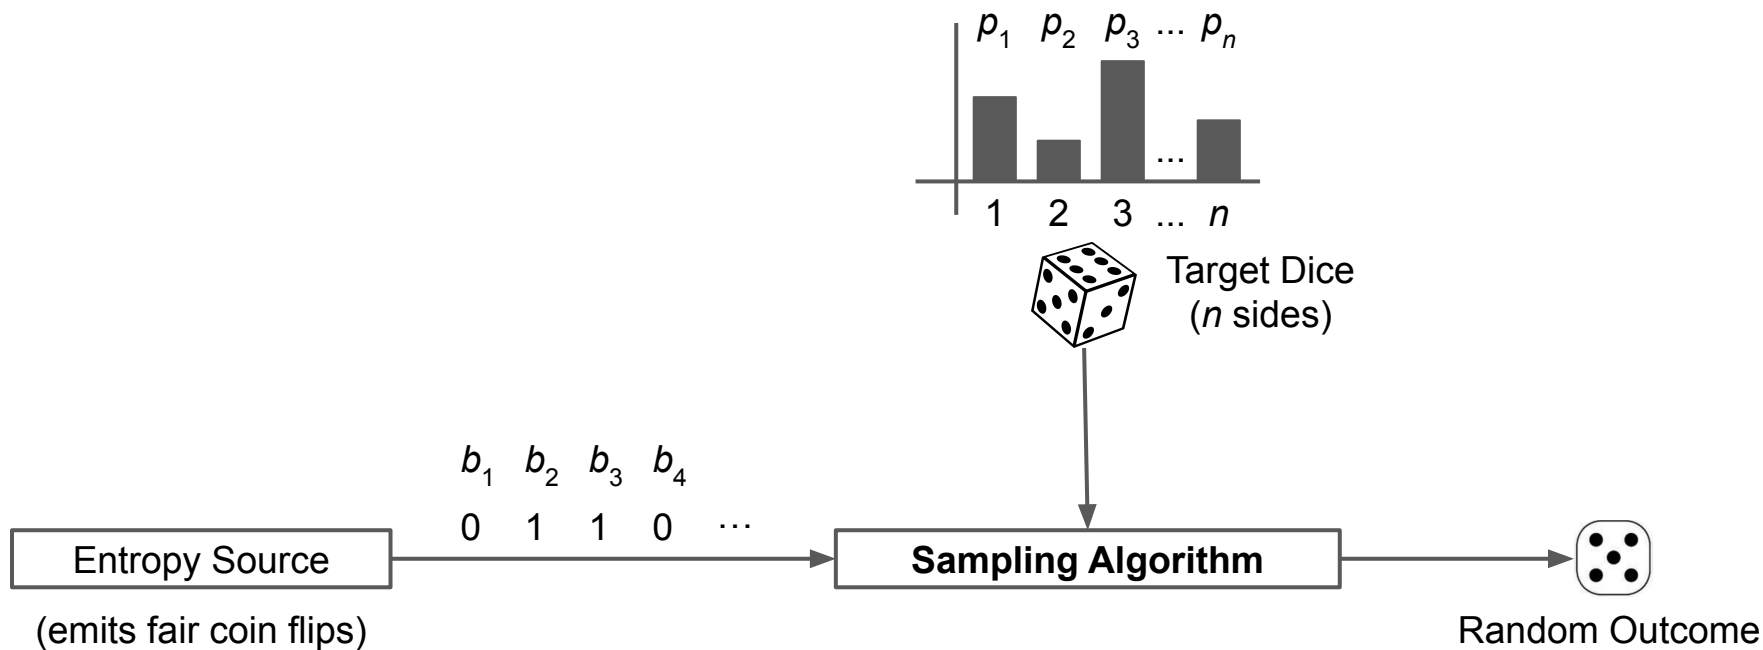 p1 p2 p3 ... pn
...
1 2 3 ... n
Target Dice
(n sides)
b1 b2 b3 b4
0 1 1 0 ...
Entropy Source
Sampling Algorithm
(emits fair coin flips)
Random Outcome